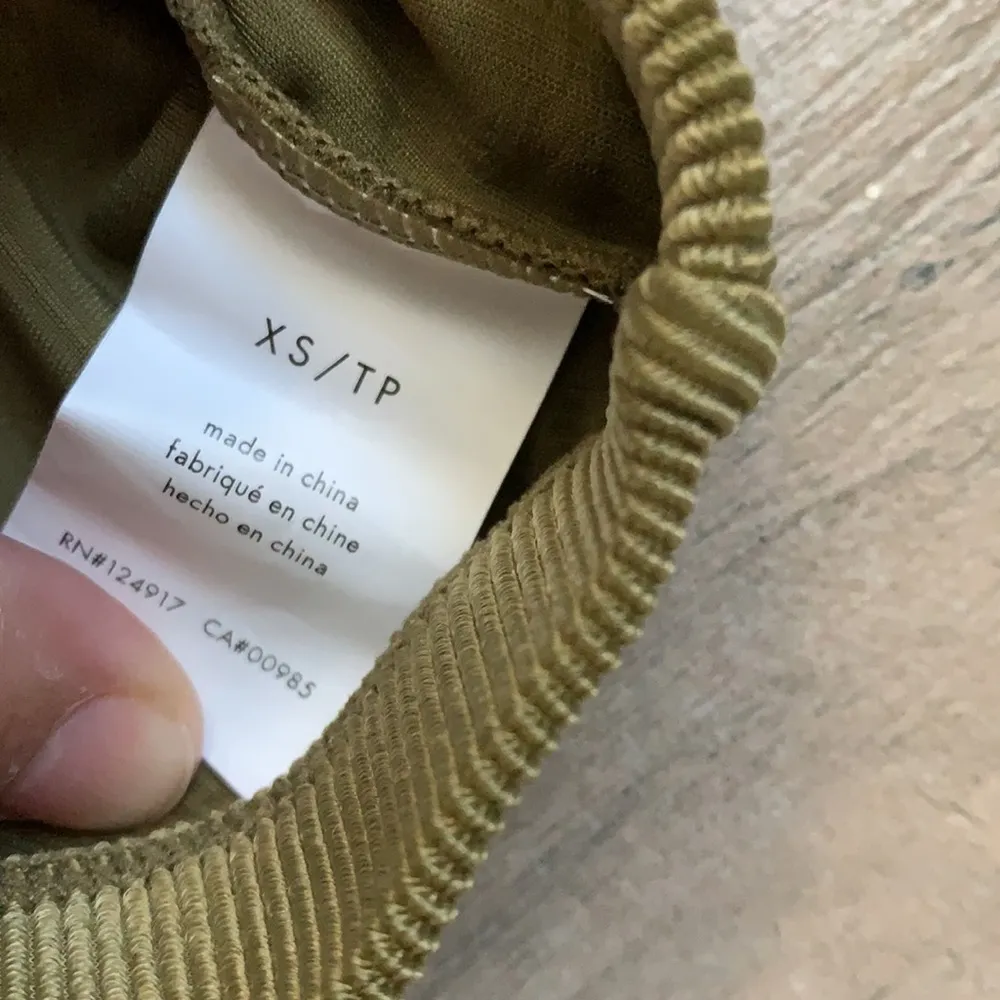 XS/TP
made in china
fabriqué en chine
hecho en china
RN#124917 CA#00985